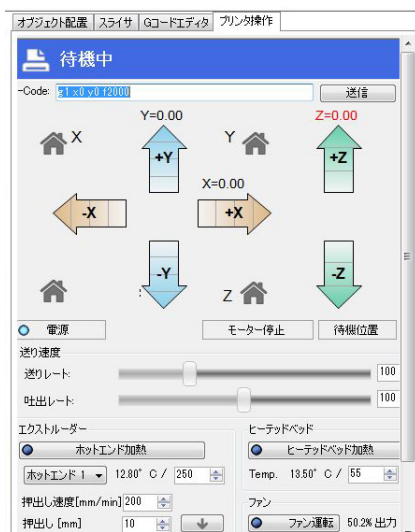 オブジェクト配置 スライサ Gコードエディタ プリンタ操作
待機中
-Code: g1 x0 y0 f2000 送信
Y=0.00 Z=0.00
X Y
+Y +Z
X=0.00
-X +X
-Y -Z
Z
電源 モーター停止 待機位置
送り速度
送りレート: 100
吐出レート: 100
エクストルーダー ヒーテッドベッド
ホットエンド加熱 ヒーテッドベッド加熱
ホットエンド 1 12.80° C / 250 Temp. 13.50° C / 55
押出し速度[mm/min] 200 ファン
押出し [mm] 10 ファン運転 50.2% 出力